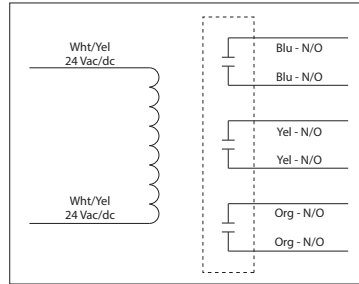 Wht/Yel
24 Vac/dc
Wht/Yel
24 Vac/dc
Blu - N/O
Blu - N/O
Yel - N/O
Yel - N/O
Org - N/O
Org - N/O